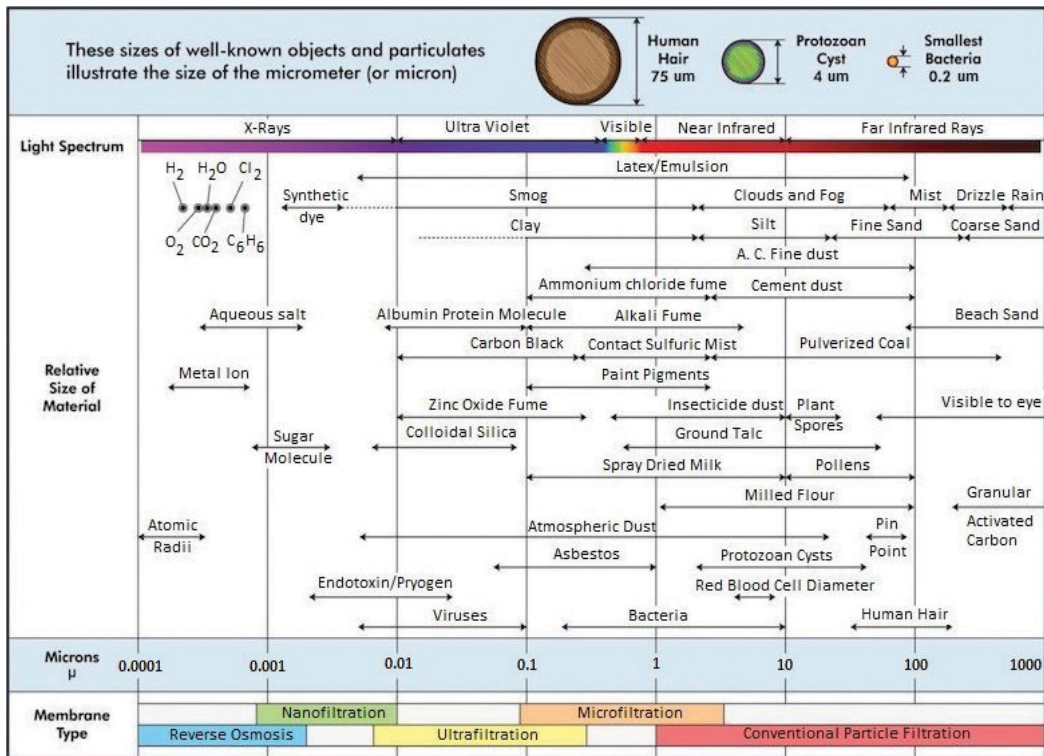 These sizes of well-known objects and particulates
illustrate the size of the micrometer (or micron)
Human
Hair
75 um
Protozoan
Cyst
4 um
Smallest
Bacteria
0.2 um
Light Spectrum
X-Rays
Ultra Violet
Visible
Near Infrared
Far Infrared Rays
Relative
Size of
Material
H2 H2O Cl2
O2 CO2 C6H6
Latex/Emulsion
Synthetic
dye
Smog
Clouds and Fog
Mist
Drizzle Rain
Clay
Silt
Fine Sand
Coarse Sand
A. C. Fine dust
Ammonium chloride fume
Cement dust
Aqueous salt
Albumin Protein Molecule
Alkali Fume
Beach Sand
Carbon Black
Contact Sulfuric Mist
Pulverized Coal
Metal Ion
Paint Pigments
Zinc Oxide Fume
Insecticide dust
Plant
Spores
Visible to eye
Sugar
Molecule
Colloidal Silica
Ground Talc
Spray Dried Milk
Pollens
Milled Flour
Granular
Activated
Carbon
Atomic
Radii
Atmospheric Dust
Pin
Point
Asbestos
Protozoan Cysts
Endotoxin/Pryogen
Red Blood Cell Diameter
Viruses
Bacteria
Human Hair
Microns
μ
0.0001 0.001 0.01 0.1 1 10 100 1000
Membrane
Type
Nanofiltration
Microfiltration
Reverse Osmosis
Ultrafiltration
Conventional Particle Filtration